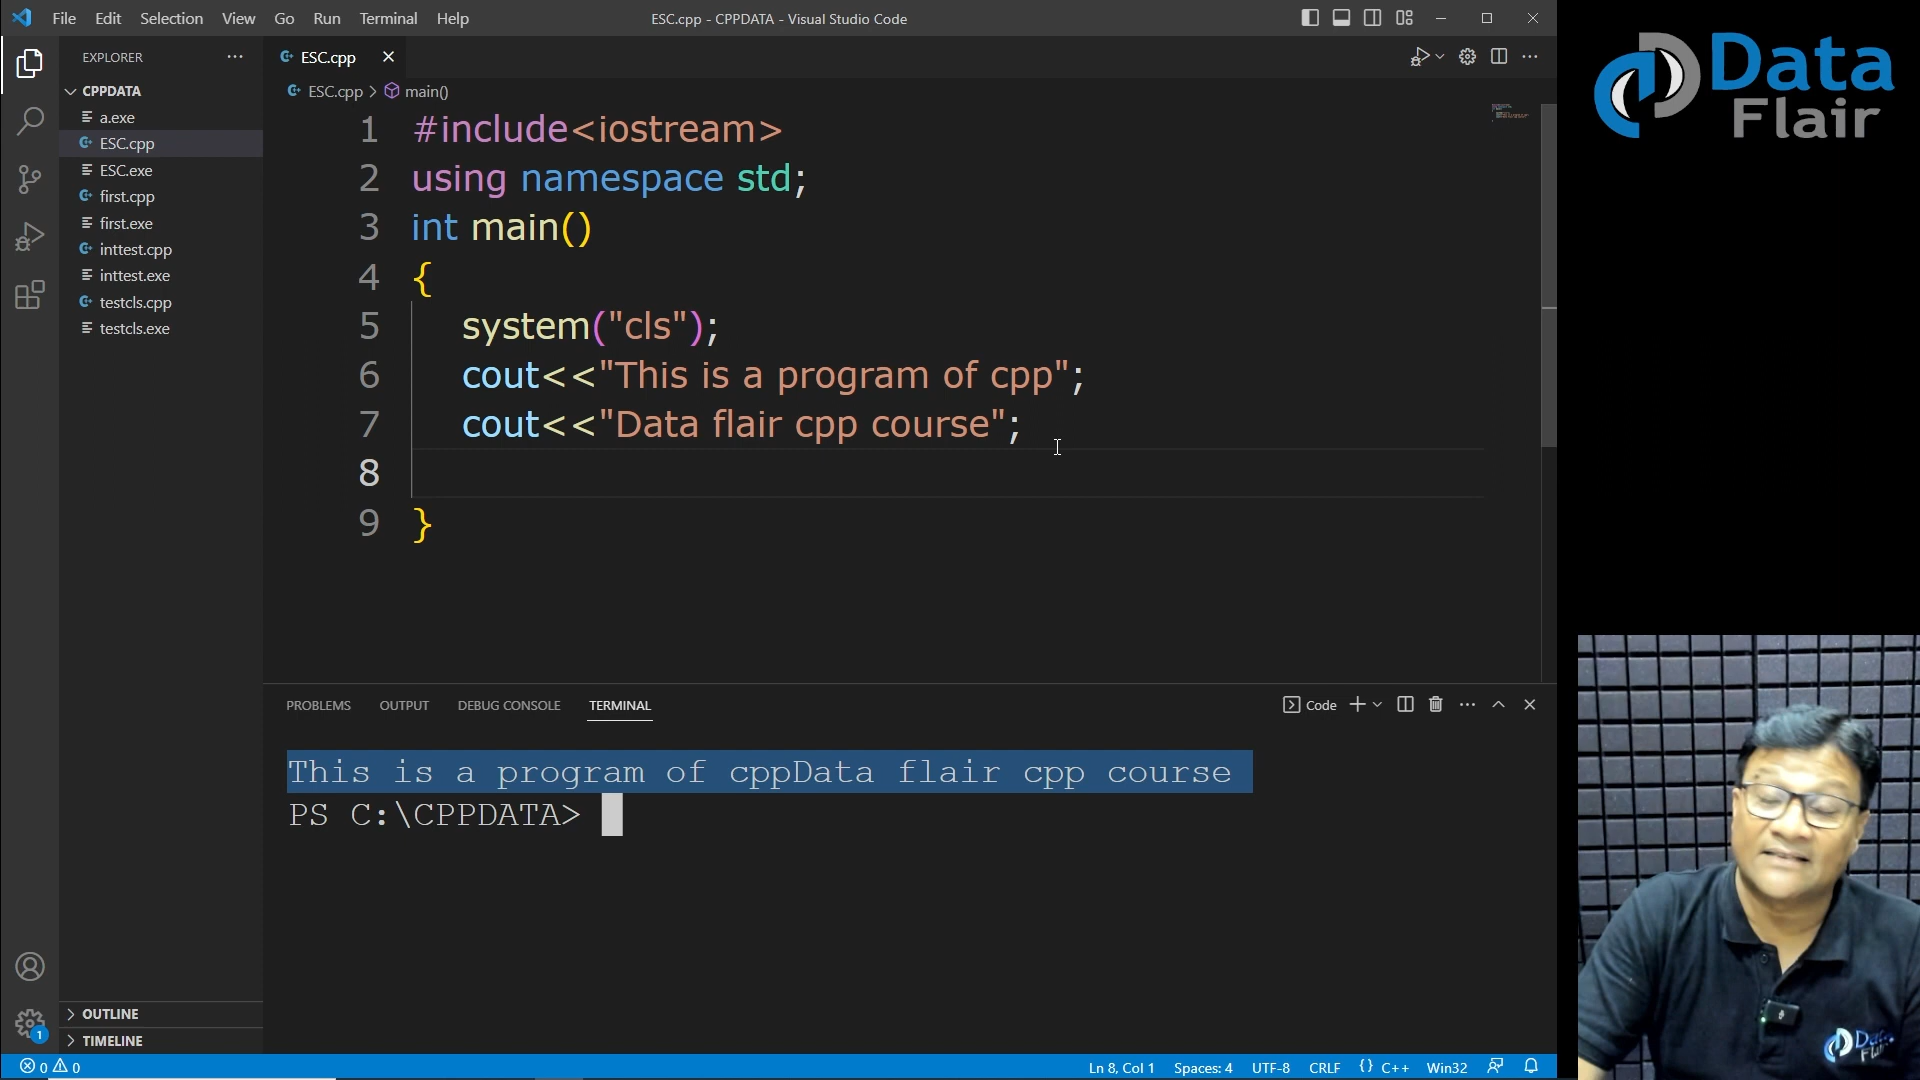 File Edit Selection View Go Run Terminal Help
ESC.cpp - CPPDATA - Visual Studio Code
Data
Flair
EXPLORER
CPPDATA
a.exe
ESC.cpp
ESC.exe
first.cpp
first.exe
inttest.cpp
inttest.exe
testcls.cpp
testcls.exe
OUTLINE
TIMELINE
ESC.cpp
ESC.cpp > main()
1 #include<iostream>
2 using namespace std;
3 int main()
4 {
5 system("cls");
6 cout<<"This is a program of cpp";
7 cout<<"Data flair cpp course";
8
9 }
PROBLEMS OUTPUT DEBUG CONSOLE TERMINAL
Code
This is a program of cppData flair cpp course
PS C:\CPPDATA>
1
0 0
Ln 8, Col 1 Spaces: 4 UTF-8 CRLF {} C++ Win32